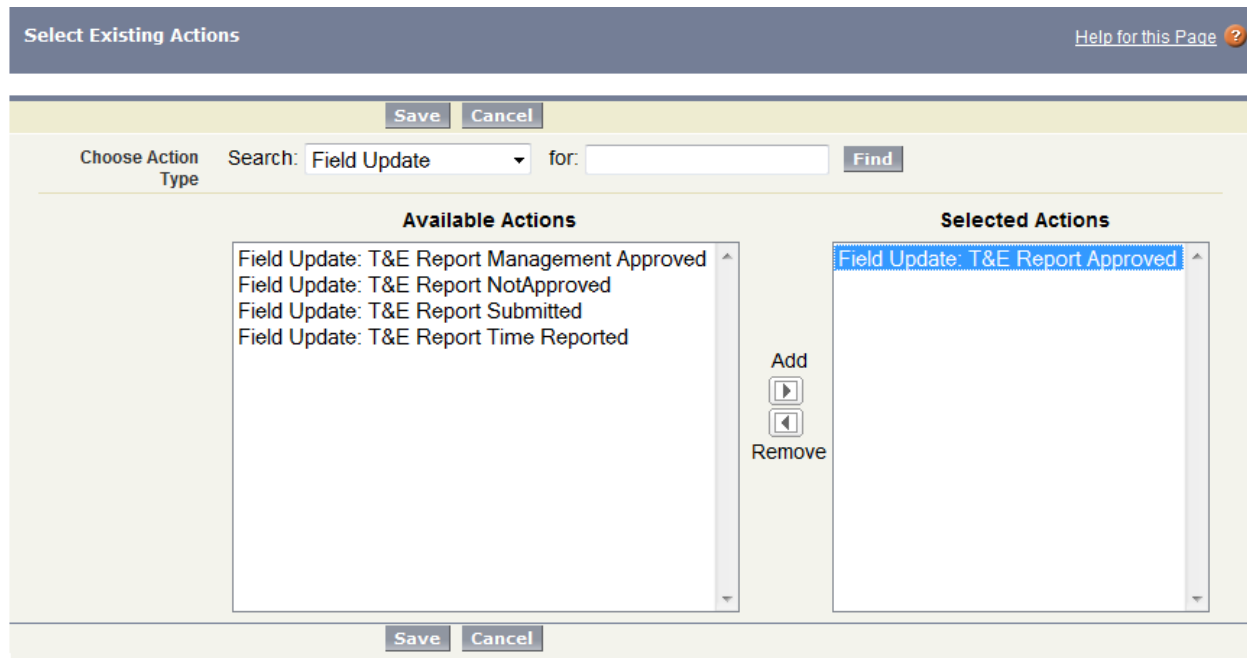 Select Existing Actions
Help for this Page ?
Save Cancel
Choose Action Type
Search: Field Update for: Find
Available Actions
Selected Actions
Field Update: T&E Report Management Approved
Field Update: T&E Report NotApproved
Field Update: T&E Report Submitted
Field Update: T&E Report Time Reported
Add
Remove
Field Update: T&E Report Approved
Save Cancel